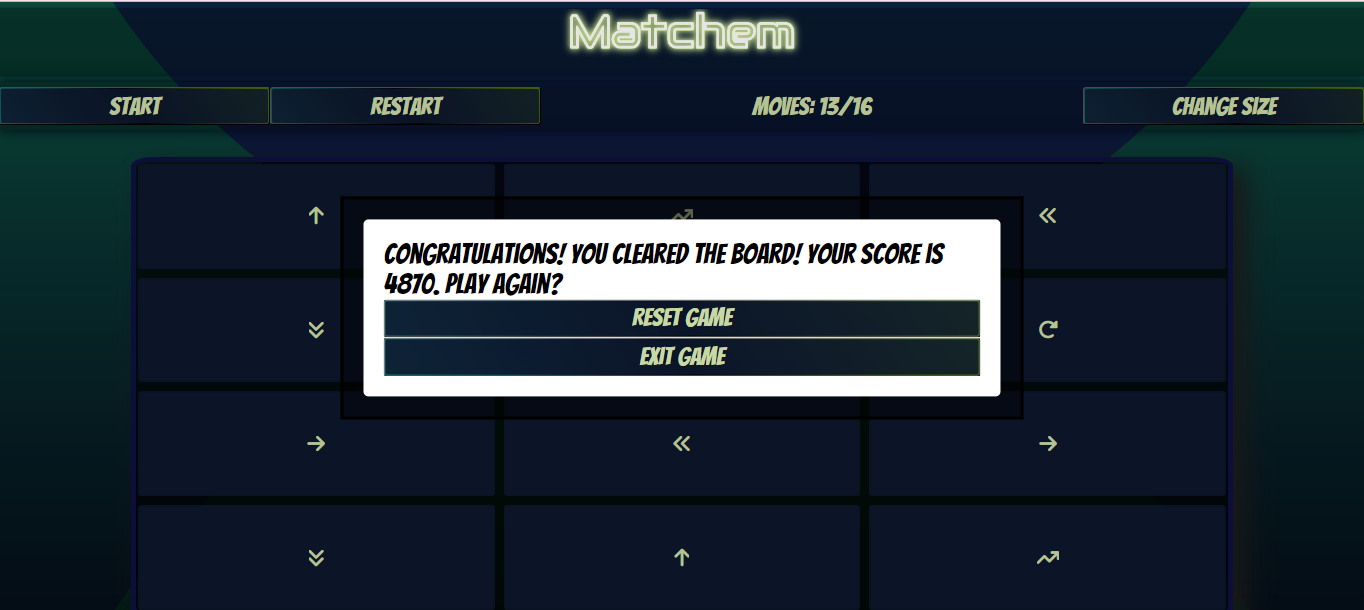 Matchem
START
RESTART
MOVES: 13/16
CHANGE SIZE
CONGRATULATIONS! YOU CLEARED THE BOARD! YOUR SCORE IS
4870. PLAY AGAIN?
RESET GAME
EXIT GAME